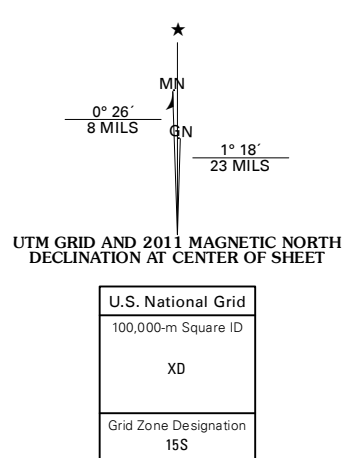 ★
MN
0° 26´
8 MILS
GN
1° 18´
23 MILS
UTM GRID AND 2011 MAGNETIC NORTH
DECLINATION AT CENTER OF SHEET
U.S. National Grid
100,000-m Square ID
XD
Grid Zone Designation
15S